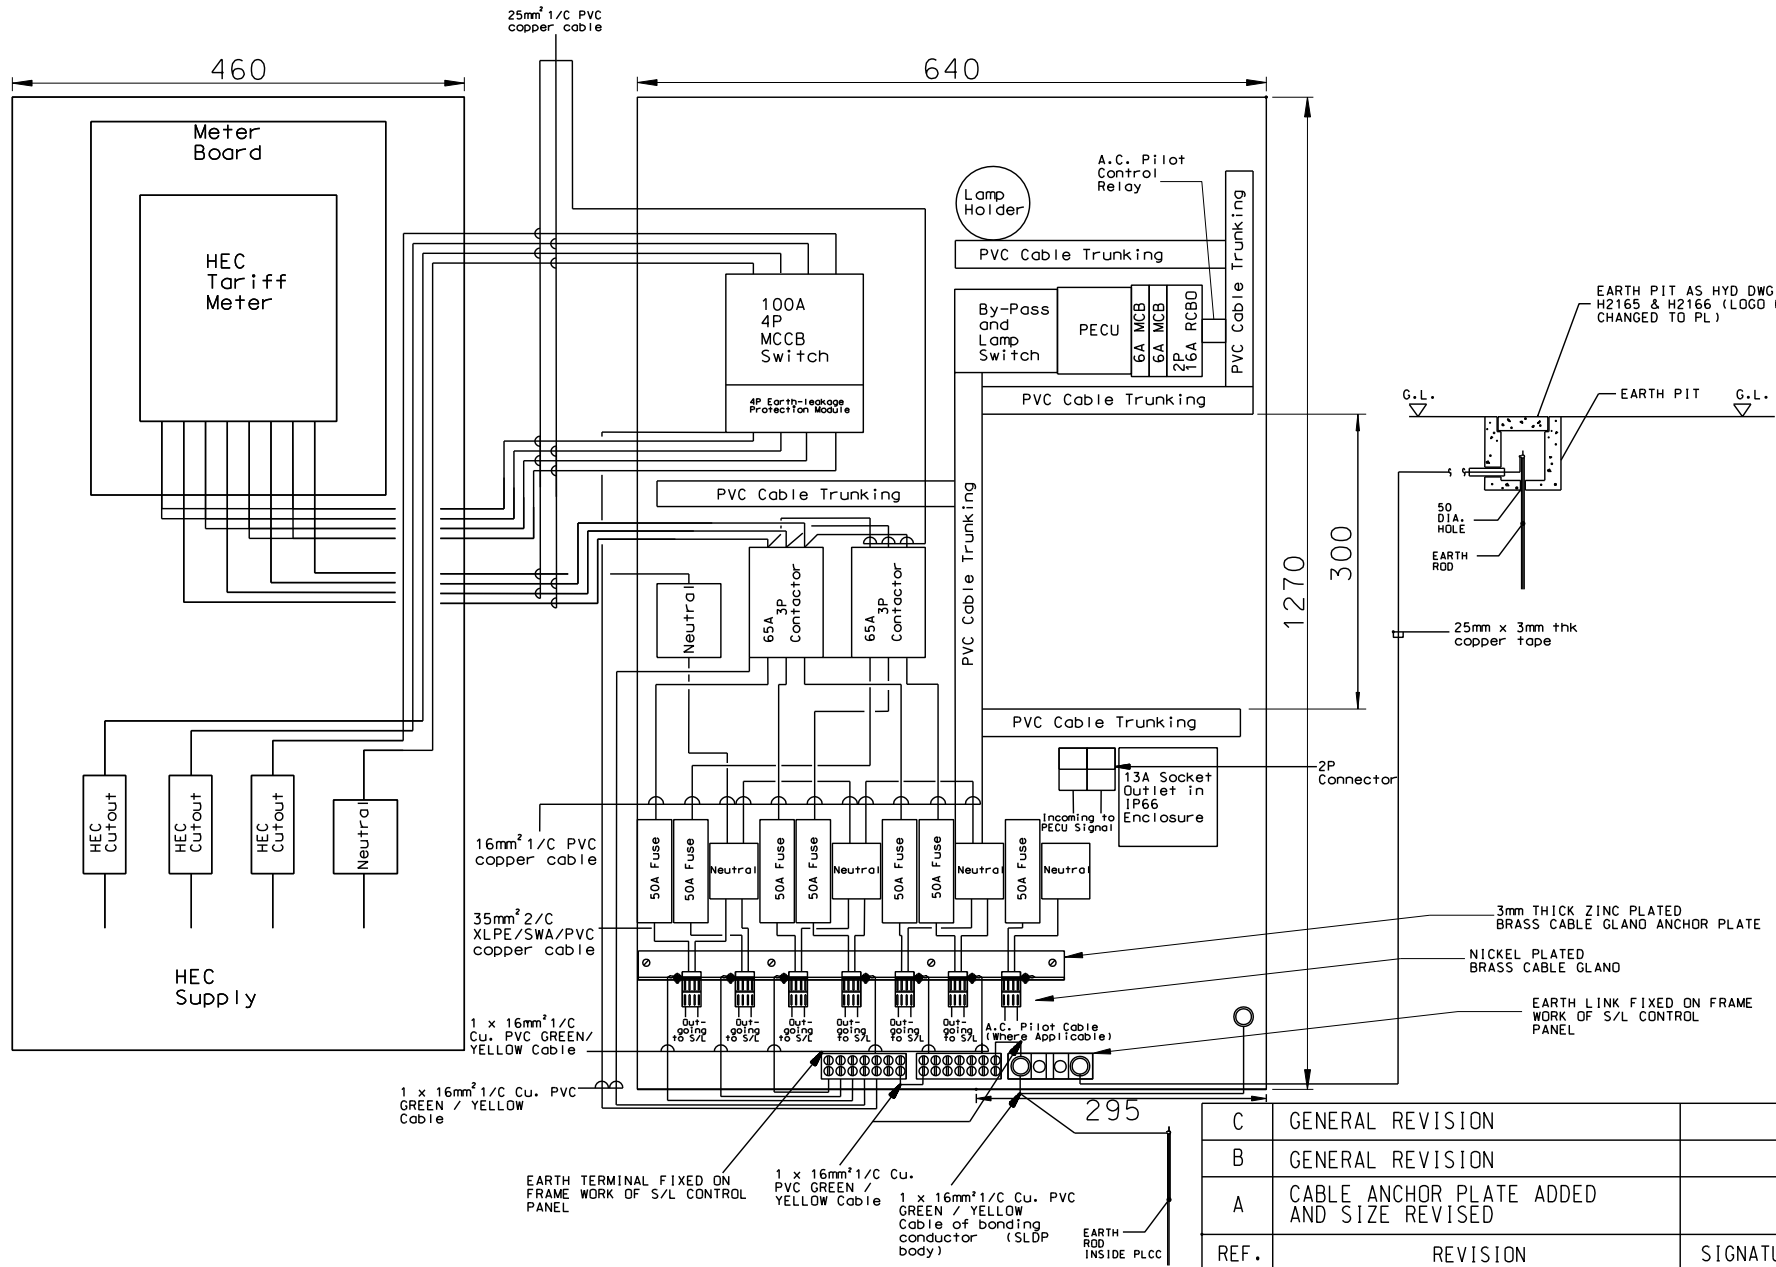 25mm² 1/C PVC
copper cable
460
640
Meter
Board
HEC
Tariff
Meter
100A
4P
MCCB
Switch
4P Earth-leakage
Protection Module
Lamp
Holder
A.C. Pilot
Control
Relay
PVC Cable Trunking
PVC Cable Trunking
By-Pass
and
Lamp
Switch
PECU
6A MCB
6A MCB
2P
16A RCBO
PVC Cable Trunking
PVC Cable Trunking
PVC Cable Trunking
EARTH PIT AS HYD DWG
H2165 & H2166 (LOGO
CHANGED TO PL)
G.L.
EARTH PIT
G.L.
50
DIA.
HOLE
EARTH
ROD
25mm x 3mm thk
copper tape
300
1270
Neutral
65A 3P
Contactor
65A 3P
Contactor
PVC Cable Trunking
2P
Connector
13A Socket
Outlet in
IP66
Enclosure
Incoming to
PECU Signal
HEC
Cutout
HEC
Cutout
HEC
Cutout
Neutral
HEC
Supply
16mm² 1/C PVC
copper cable
50A Fuse
50A Fuse
Neutral
50A Fuse
50A Fuse
Neutral
50A Fuse
50A Fuse
Neutral
50A Fuse
Neutral
35mm² 2/C
XLPE/SWA/PVC
copper cable
3mm THICK ZINC PLATED
BRASS CABLE GLAND ANCHOR PLATE
NICKEL PLATED
BRASS CABLE GLAND
EARTH LINK FIXED ON FRAME
WORK OF S/L CONTROL
PANEL
Out-
going
to S/L
Out-
going
to S/L
Out-
going
to S/L
Out-
going
to S/L
Out-
going
to S/L
Out-
going
to S/L
A.C. Pilot Cable
(Where Applicable)
1 x 16mm² 1/C
Cu. PVC GREEN/
YELLOW Cable
1 x 16mm² 1/C Cu. PVC
GREEN / YELLOW
Cable
295
EARTH TERMINAL FIXED ON
FRAME WORK OF S/L CONTROL
PANEL
1 x 16mm² 1/C Cu.
PVC GREEN /
YELLOW Cable
1 x 16mm² 1/C Cu. PVC
GREEN / YELLOW
Cable of bonding
conductor (SLDP
body)
EARTH
ROD
INSIDE PLCC
C GENERAL REVISION
B GENERAL REVISION
A CABLE ANCHOR PLATE ADDED
AND SIZE REVISED
REF. REVISION SIGNATU